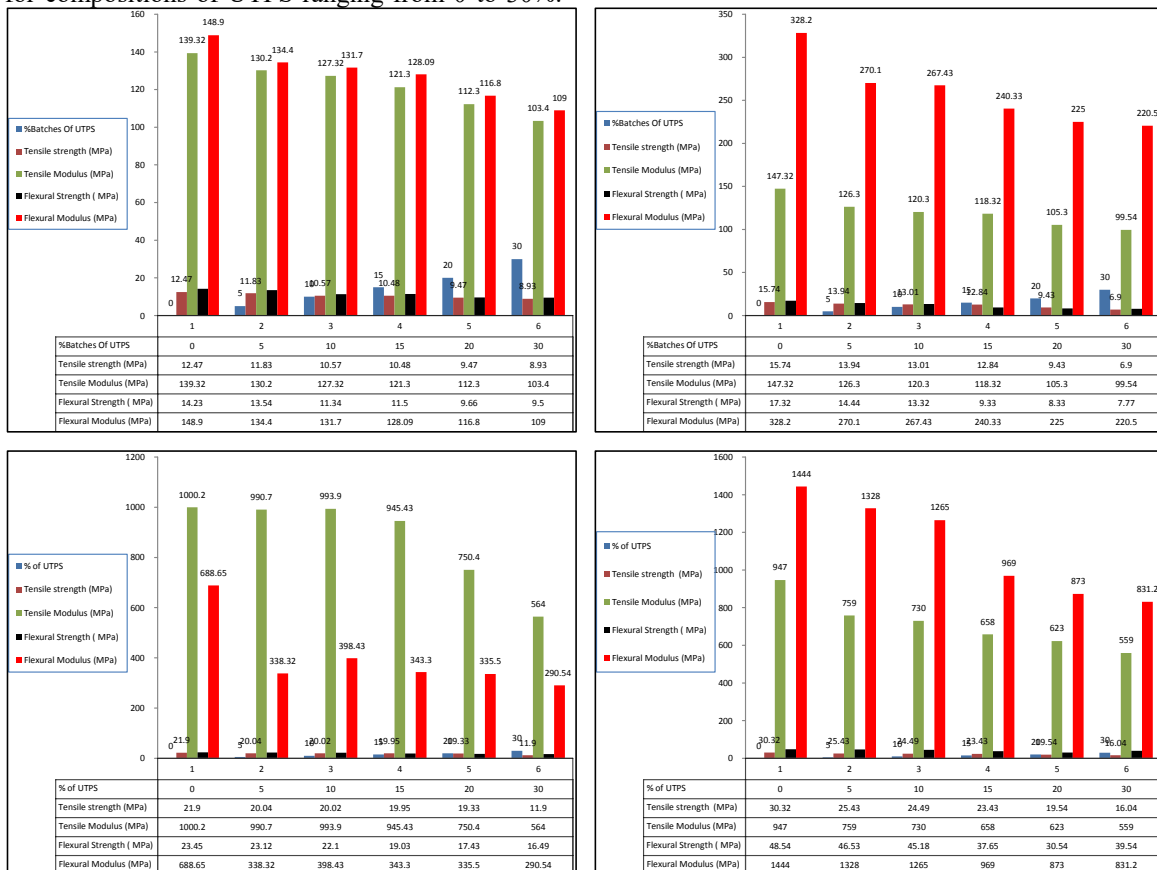 for compositions of UTPS ranging from 0 to 30%.
160
140
120
100
80
60
40
20
0
%Batches Of UTPS
Tensile strength (MPa)
Tensile Modulus (MPa)
Flexural Strength ( MPa)
Flexural Modulus (MPa)
0 12.47 139.32 148.9
5 11.83 130.2 134.4
10 10.57 127.32 131.7
15 10.48 121.3 128.09
20 9.47 112.3 116.8
30 8.93 103.4 109
1 2 3 4 5 6
%Batches Of UTPS 0 5 10 15 20 30
Tensile strength (MPa) 12.47 11.83 10.57 10.48 9.47 8.93
Tensile Modulus (MPa) 139.32 130.2 127.32 121.3 112.3 103.4
Flexural Strength ( MPa) 14.23 13.54 11.34 11.5 9.66 9.5
Flexural Modulus (MPa) 148.9 134.4 131.7 128.09 116.8 109
350
300
250
200
150
100
50
0
%Batches Of UTPS
Tensile strength (MPa)
Tensile Modulus (MPa)
Flexural Strength ( MPa)
Flexural Modulus (MPa)
0 15.74 147.32 328.2
5 13.94 126.3 270.1
10 13.01 120.3 267.43
15 12.84 118.32 240.33
20 9.43 105.3 225
30 6.9 99.54 220.5
1 2 3 4 5 6
%Batches Of UTPS 0 5 10 15 20 30
Tensile strength (MPa) 15.74 13.94 13.01 12.84 9.43 6.9
Tensile Modulus (MPa) 147.32 126.3 120.3 118.32 105.3 99.54
Flexural Strength ( MPa) 17.32 14.44 13.32 9.33 8.33 7.77
Flexural Modulus (MPa) 328.2 270.1 267.43 240.33 225 220.5
1200
1000
800
600
400
200
0
% of UTPS
Tensile strength (MPa)
Tensile Modulus (MPa)
Flexural Strength ( MPa)
Flexural Modulus (MPa)
0 21.9 1000.2 688.65
5 20.04 990.7 338.32
10 20.02 993.9 398.43
15 19.95 945.43 343.3
20 19.33 750.4 335.5
30 11.9 564 290.54
1 2 3 4 5 6
% of UTPS 0 5 10 15 20 30
Tensile strength (MPa) 21.9 20.04 20.02 19.95 19.33 11.9
Tensile Modulus (MPa) 1000.2 990.7 993.9 945.43 750.4 564
Flexural Strength ( MPa) 23.45 23.12 22.1 19.03 17.43 16.49
Flexural Modulus (MPa) 688.65 338.32 398.43 343.3 335.5 290.54
1600
1400
1200
1000
800
600
400
200
0
% of UTPS
Tensile strength (MPa)
Tensile Modulus (MPa)
Flexural Strength ( MPa)
Flexural Modulus (MPa)
0 30.32 947 1444
5 25.43 759 1328
10 24.49 730 1265
15 23.43 658 969
20 19.54 623 873
30 16.04 559 831.2
1 2 3 4 5 6
% of UTPS 0 5 10 15 20 30
Tensile strength (MPa) 30.32 25.43 24.49 23.43 19.54 16.04
Tensile Modulus (MPa) 947 759 730 658 623 559
Flexural Strength ( MPa) 48.54 46.53 45.18 37.65 30.54 39.54
Flexural Modulus (MPa) 1444 1328 1265 969 873 831.2